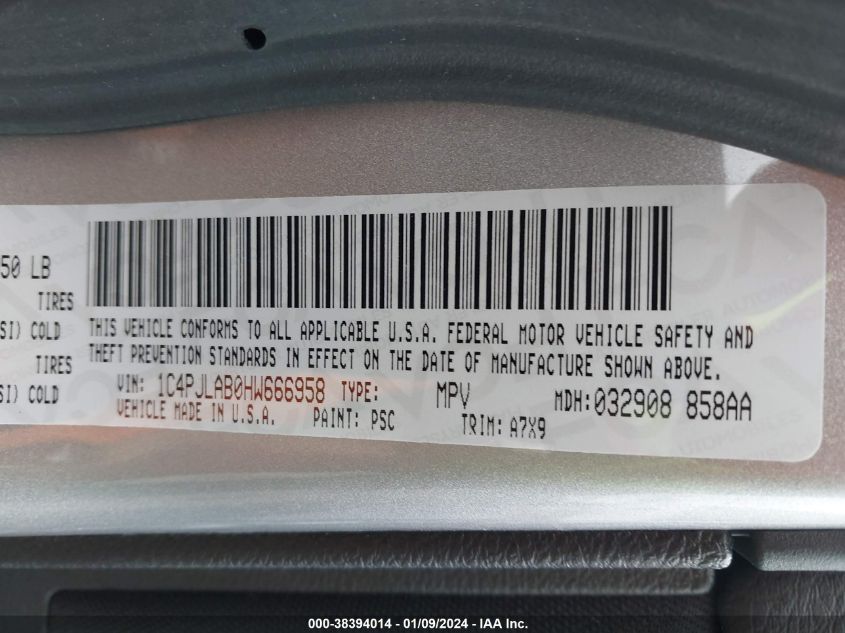 50 LB
TIRES
SI) COLD
TIRES
SI) COLD
THIS VEHICLE CONFORMS TO ALL APPLICABLE U.S.A. FEDERAL MOTOR VEHICLE SAFETY AND
THEFT PREVENTION STANDARDS IN EFFECT ON THE DATE OF MANUFACTURE SHOWN ABOVE.
VIN: 1C4PJLAB0HW666958 TYPE: MPV MDH:032908 858AA
VEHICLE MADE IN U.S.A. PAINT: PSC TRIM: A7X9
000-38394014 - 01/09/2024 - IAA Inc.